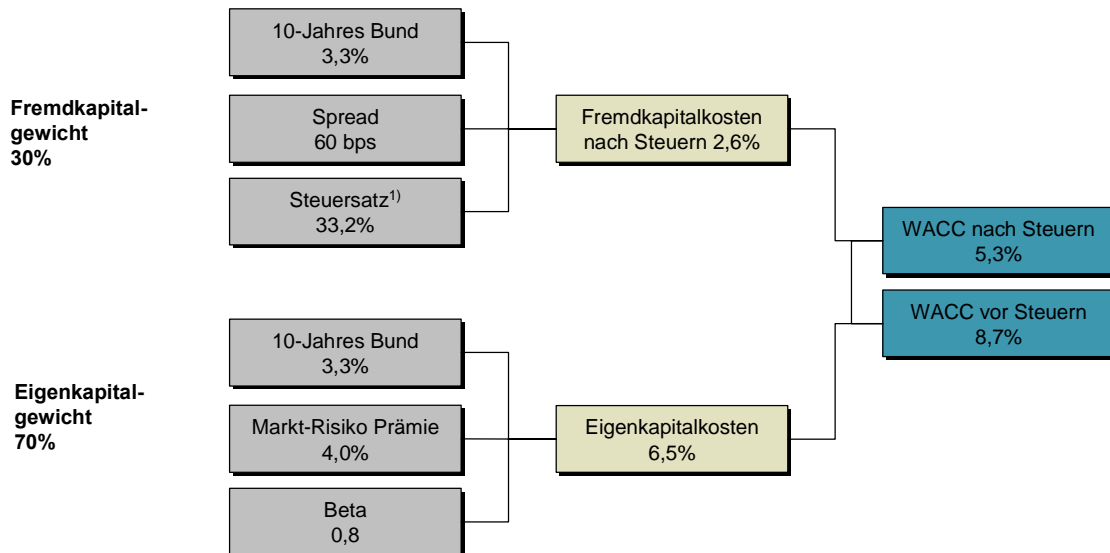 Fremdkapital-
gewicht
30%
10-Jahres Bund
3,3%
Spread
60 bps
Steuersatz1)
33,2%
Fremdkapitalkosten
nach Steuern 2,6%
Eigenkapital-
gewicht
70%
10-Jahres Bund
3,3%
Markt-Risiko Prämie
4,0%
Beta
0,8
Eigenkapitalkosten
6,5%
WACC nach Steuern
5,3%
WACC vor Steuern
8,7%